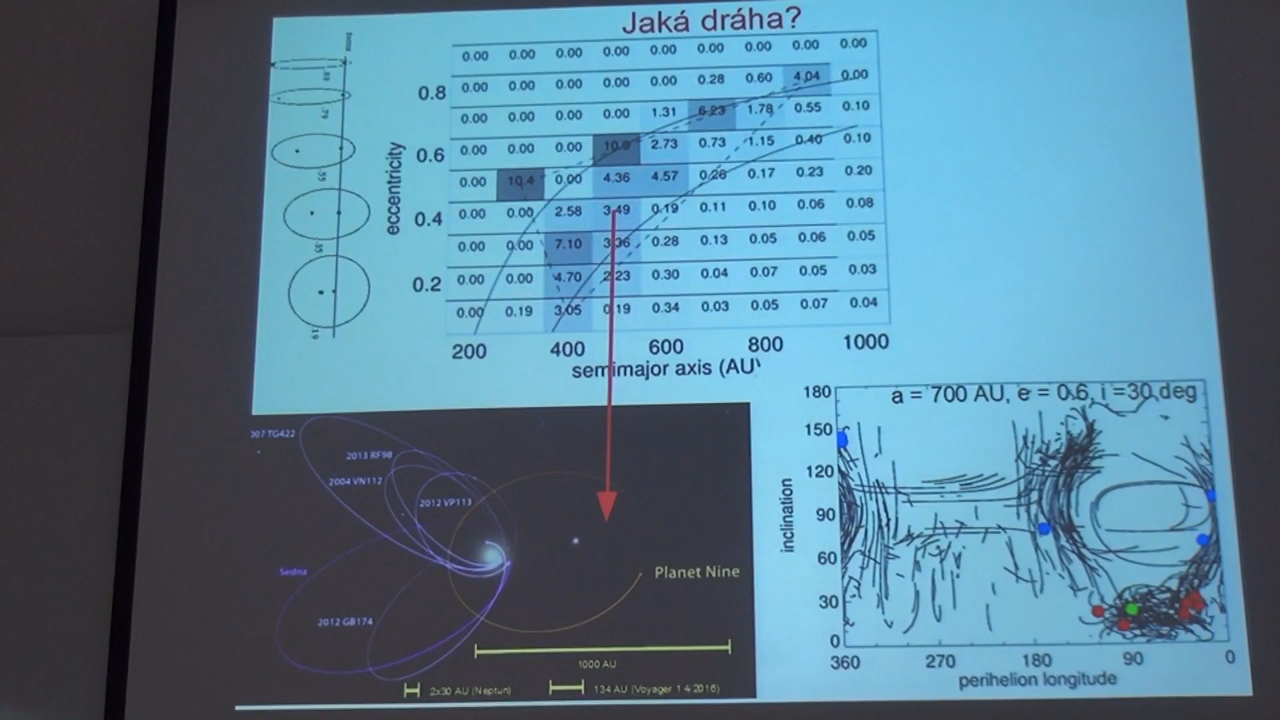 Jaká dráha?
0.00 0.00 0.00 0.00 0.00 0.00 0.00 0.00 0.00
0.8 0.00 0.00 0.00 0.00 0.00 0.28 0.60 4.04 0.00
0.00 0.00 0.00 0.00 1.31 6.23 1.78 0.55 0.10
0.6 0.00 0.00 0.00 10.0 2.73 0.73 1.15 0.40 0.10
0.00 10.4 0.00 4.36 4.57 0.26 0.17 0.23 0.20
0.4 0.00 0.00 2.58 3.49 0.19 0.11 0.10 0.06 0.08
0.00 0.00 7.10 3.36 0.28 0.13 0.05 0.06 0.05
0.2 0.00 0.00 4.70 2.23 0.30 0.04 0.07 0.05 0.03
0.00 0.19 3.05 0.19 0.34 0.03 0.05 0.07 0.04
eccentricity
200 400 600 800 1000
semimajor axis (AU
.89
.79
.55
.35
.19
007 TG422
2013 RF98
2004 VN112
2012 VP113
Sedna
2012 GB174
Planet Nine
1000 AU
2x30 AU (Neptun)
134 AU (Voyager 1 4/2016)
a = 700 AU, e = 0.6, i =30 deg
180
150
120
90
60
30
0
inclination
360 270 180 90 0
perihelion longitude